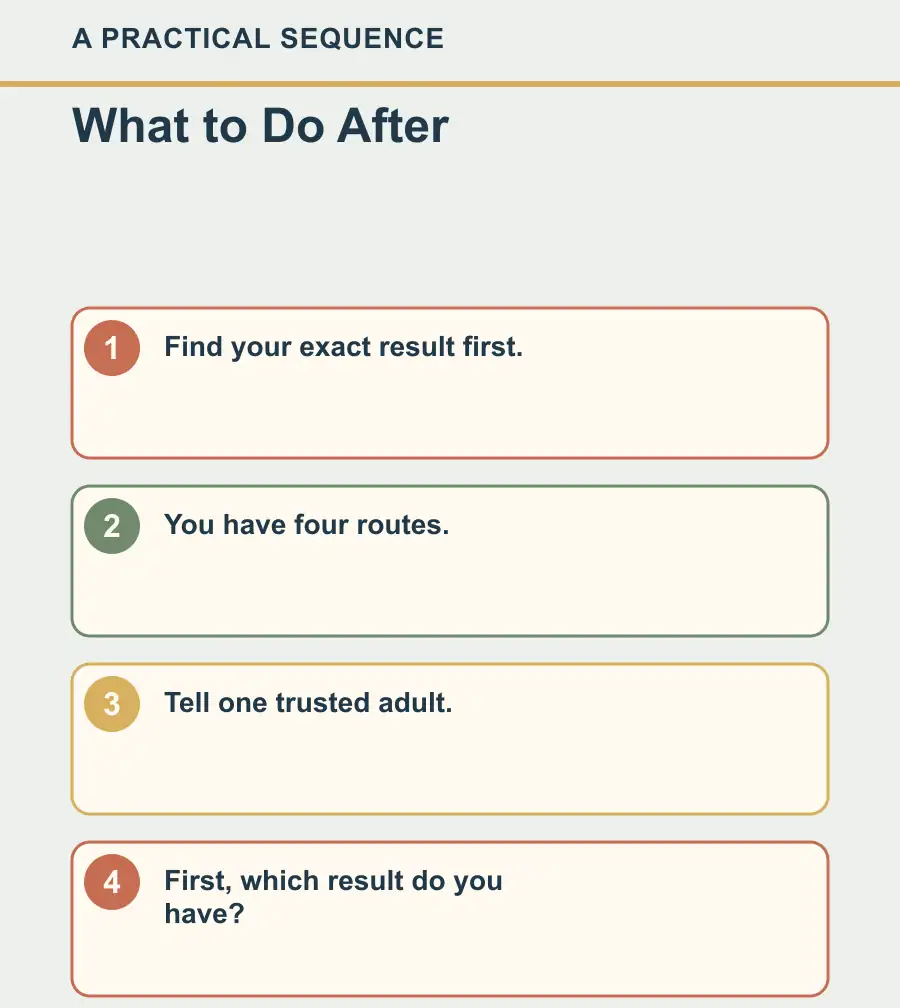 A PRACTICAL SEQUENCE
What to Do After
1
Find your exact result first.
2
You have four routes.
3
Tell one trusted adult.
4
First, which result do you
have?